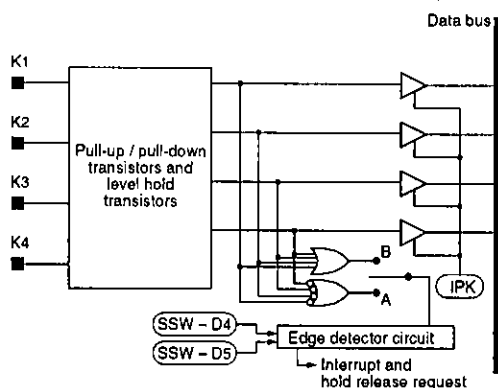 Data bus
K1
K2
K3
K4
Pull-up / pull-down
transistors and
level hold
transistors
B
A
IPK
SSW – D4
SSW – D5
Edge detector circuit
Interrupt and
hold release request